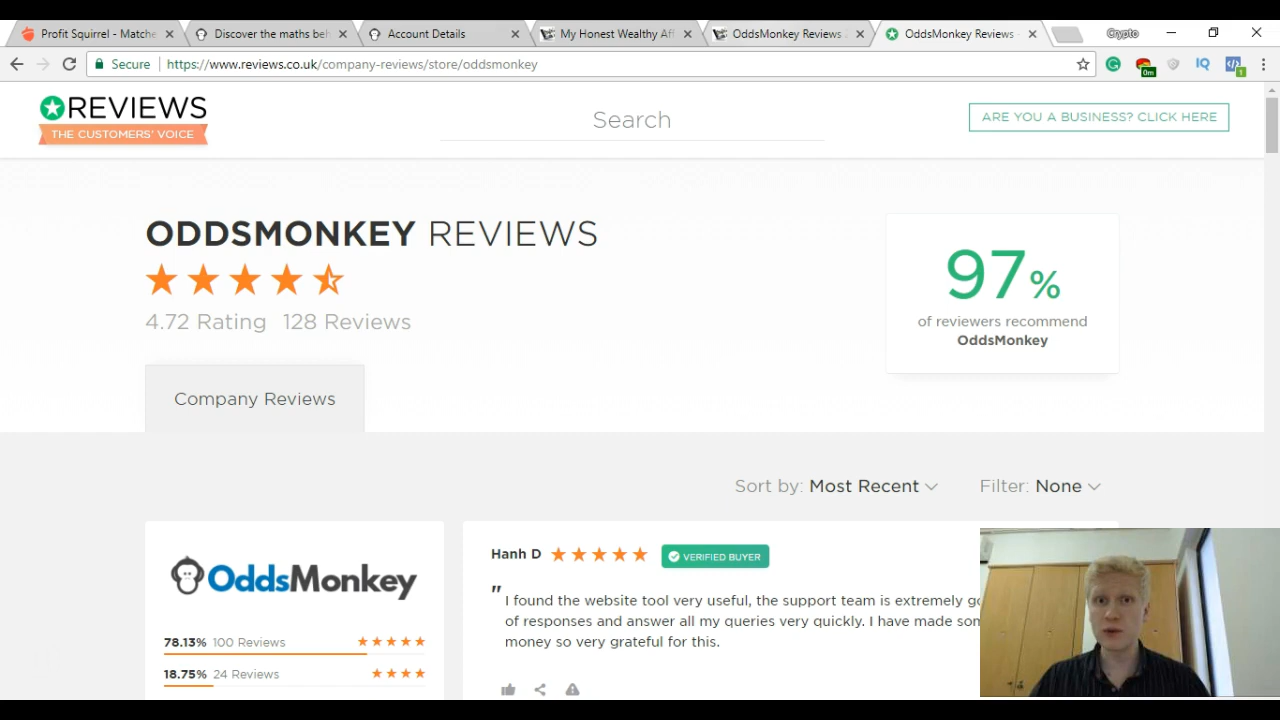 Profit Squirrel - Matche
Discover the maths beh
Account Details
My Honest Wealthy Aff
OddsMonkey Reviews
OddsMonkey Reviews
Crypto
Secure
https://www.reviews.co.uk/company-reviews/store/oddsmonkey
0m
IQ
1
REVIEWS
THE CUSTOMERS' VOICE
Search
ARE YOU A BUSINESS? CLICK HERE
ODDSMONKEY REVIEWS
4.72 Rating 128 Reviews
97%
of reviewers recommend
OddsMonkey
Company Reviews
Sort by: Most Recent
Filter: None
OddsMonkey
78.13% 100 Reviews
18.75% 24 Reviews
Hanh D
VERIFIED BUYER
" I found the website tool very useful, the support team is extremely
of responses and answer all my queries very quickly. I have made
money so very grateful for this.